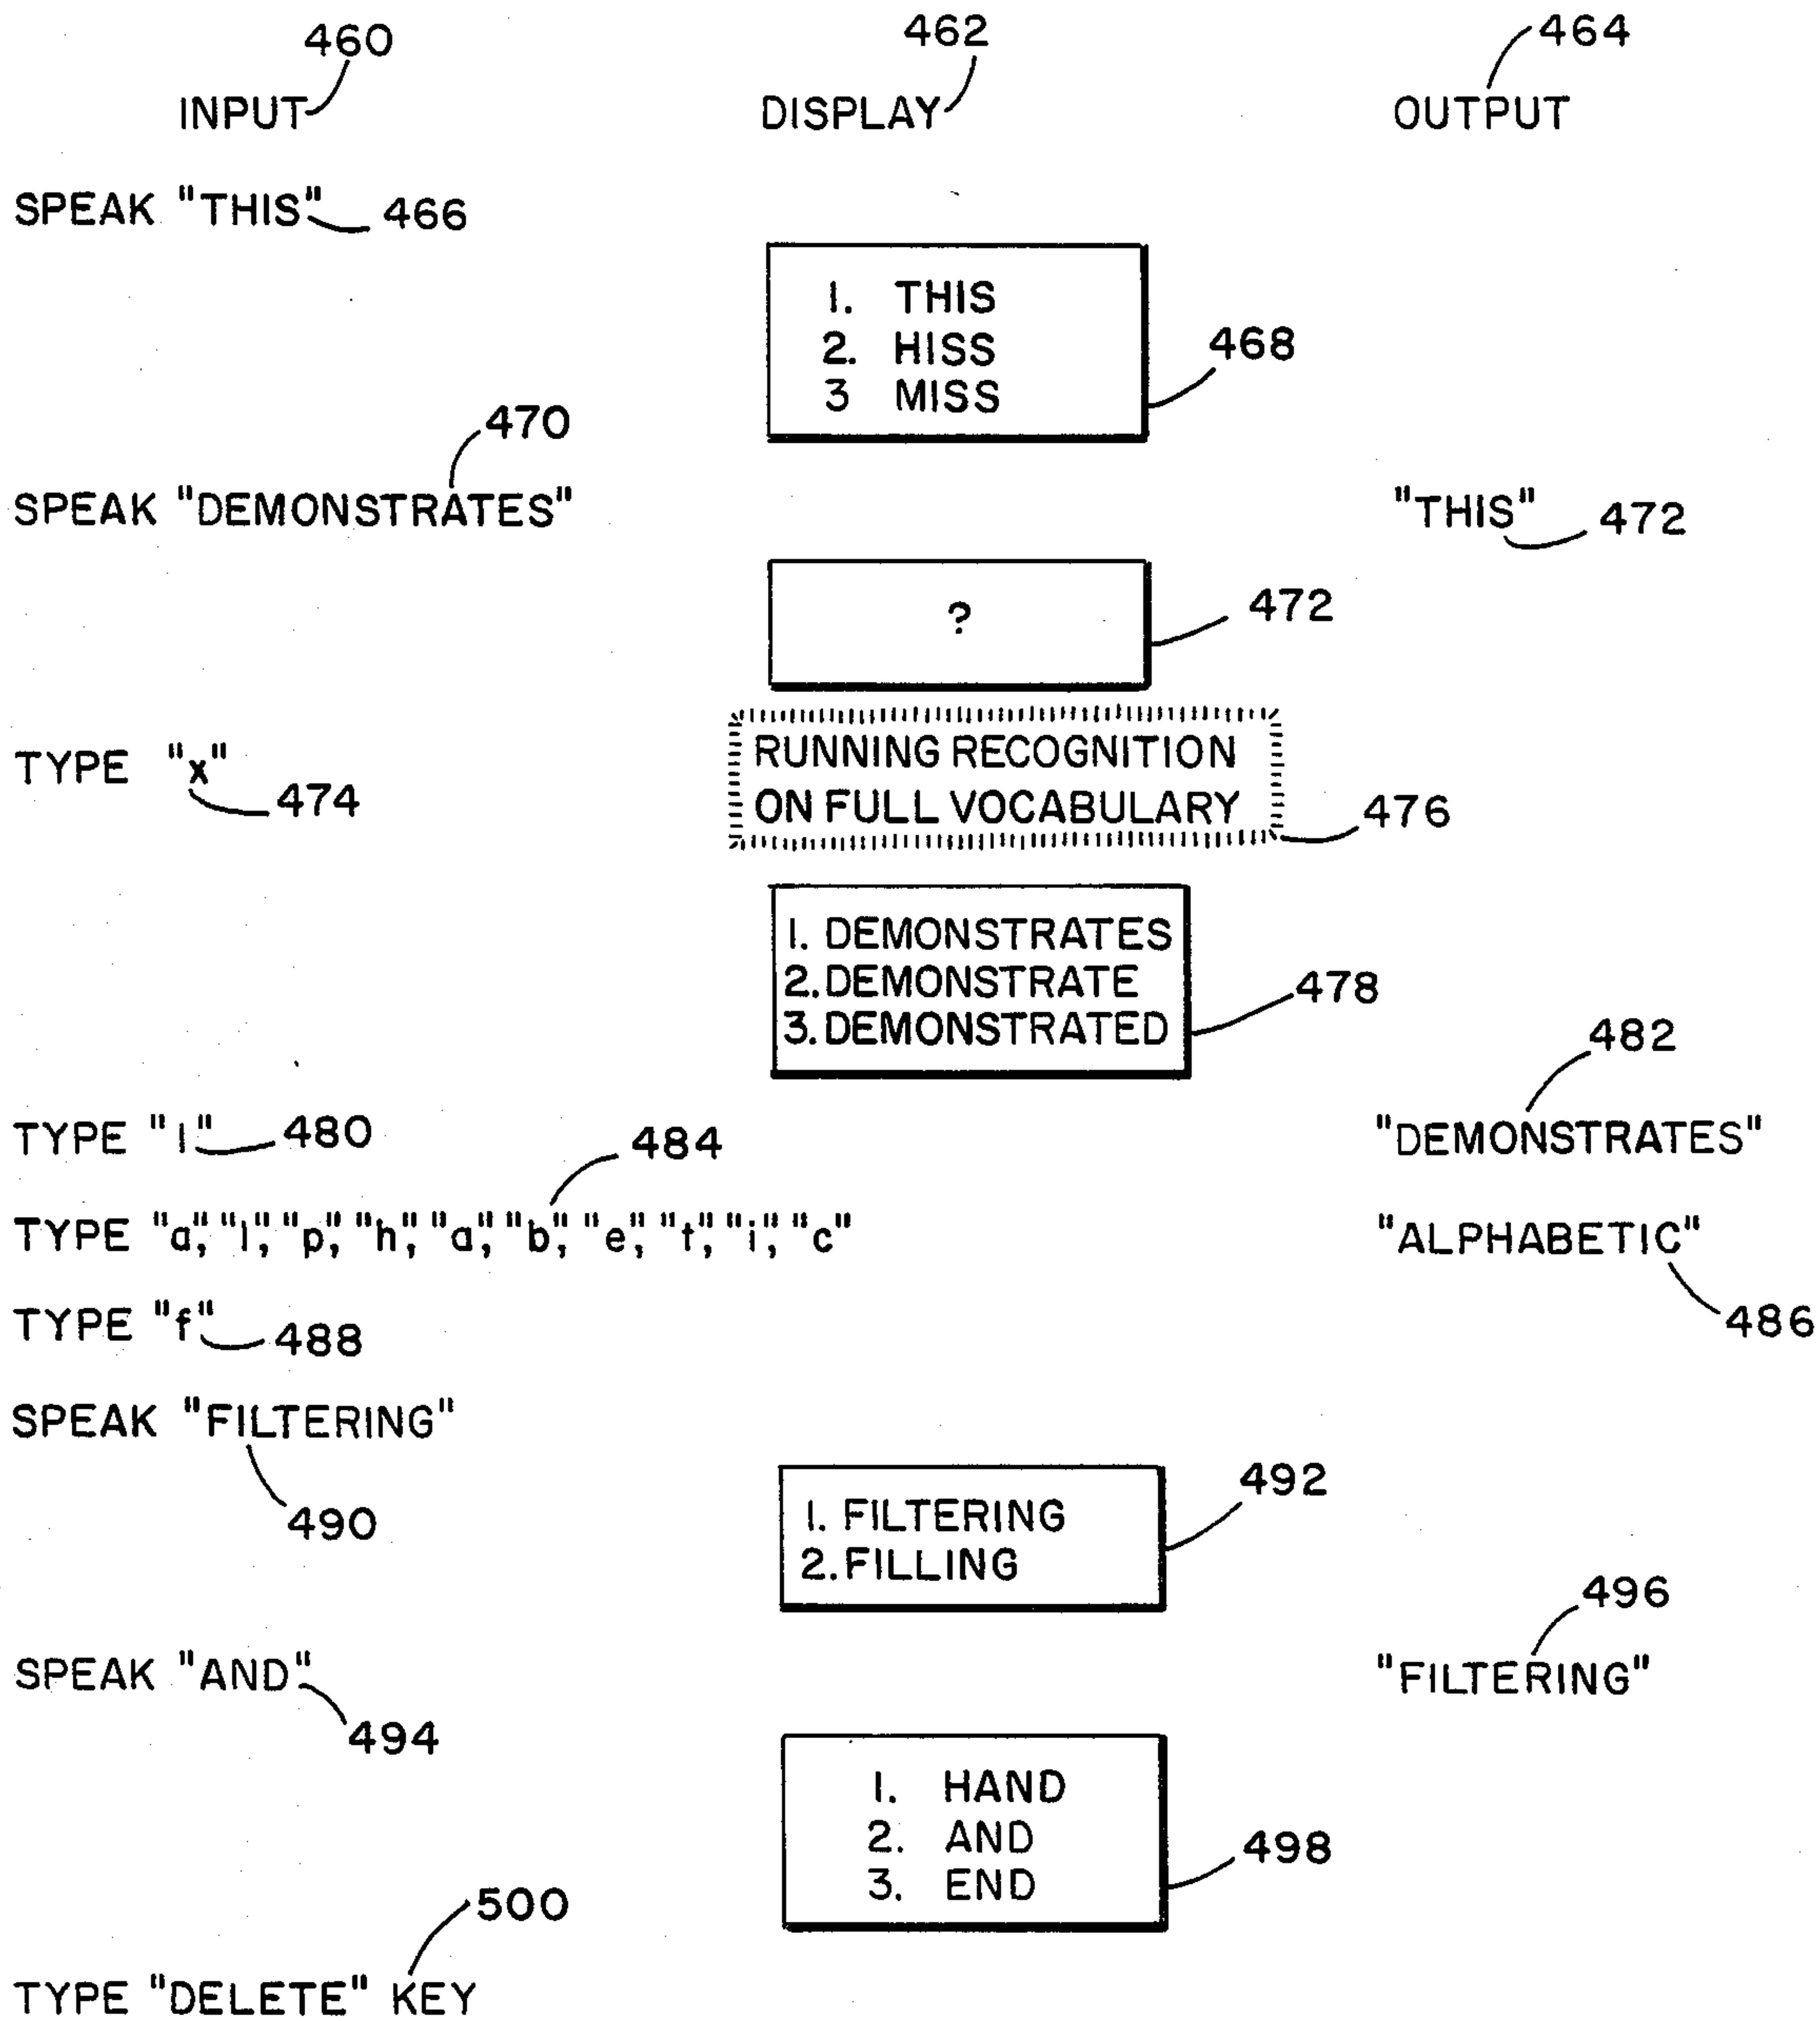 460 462 464
INPUT DISPLAY OUTPUT
SPEAK "THIS" 466
1. THIS
2. HISS 468
3 MISS
470
SPEAK "DEMONSTRATES" "THIS" 472
? 472
TYPE "x" RUNNING RECOGNITION
474 ON FULL VOCABULARY 476
1. DEMONSTRATES
2. DEMONSTRATE 478
3. DEMONSTRATED
482
TYPE "1" 480 "DEMONSTRATES"
484
TYPE "a", "l", "p", "h", "a", "b", "e", "t", "i", "c" "ALPHABETIC"
486
TYPE "f" 488
SPEAK "FILTERING"
490
492
1. FILTERING
2. FILLING
496
SPEAK "AND" "FILTERING"
494
1. HAND
2. AND 498
3. END
500
TYPE "DELETE" KEY